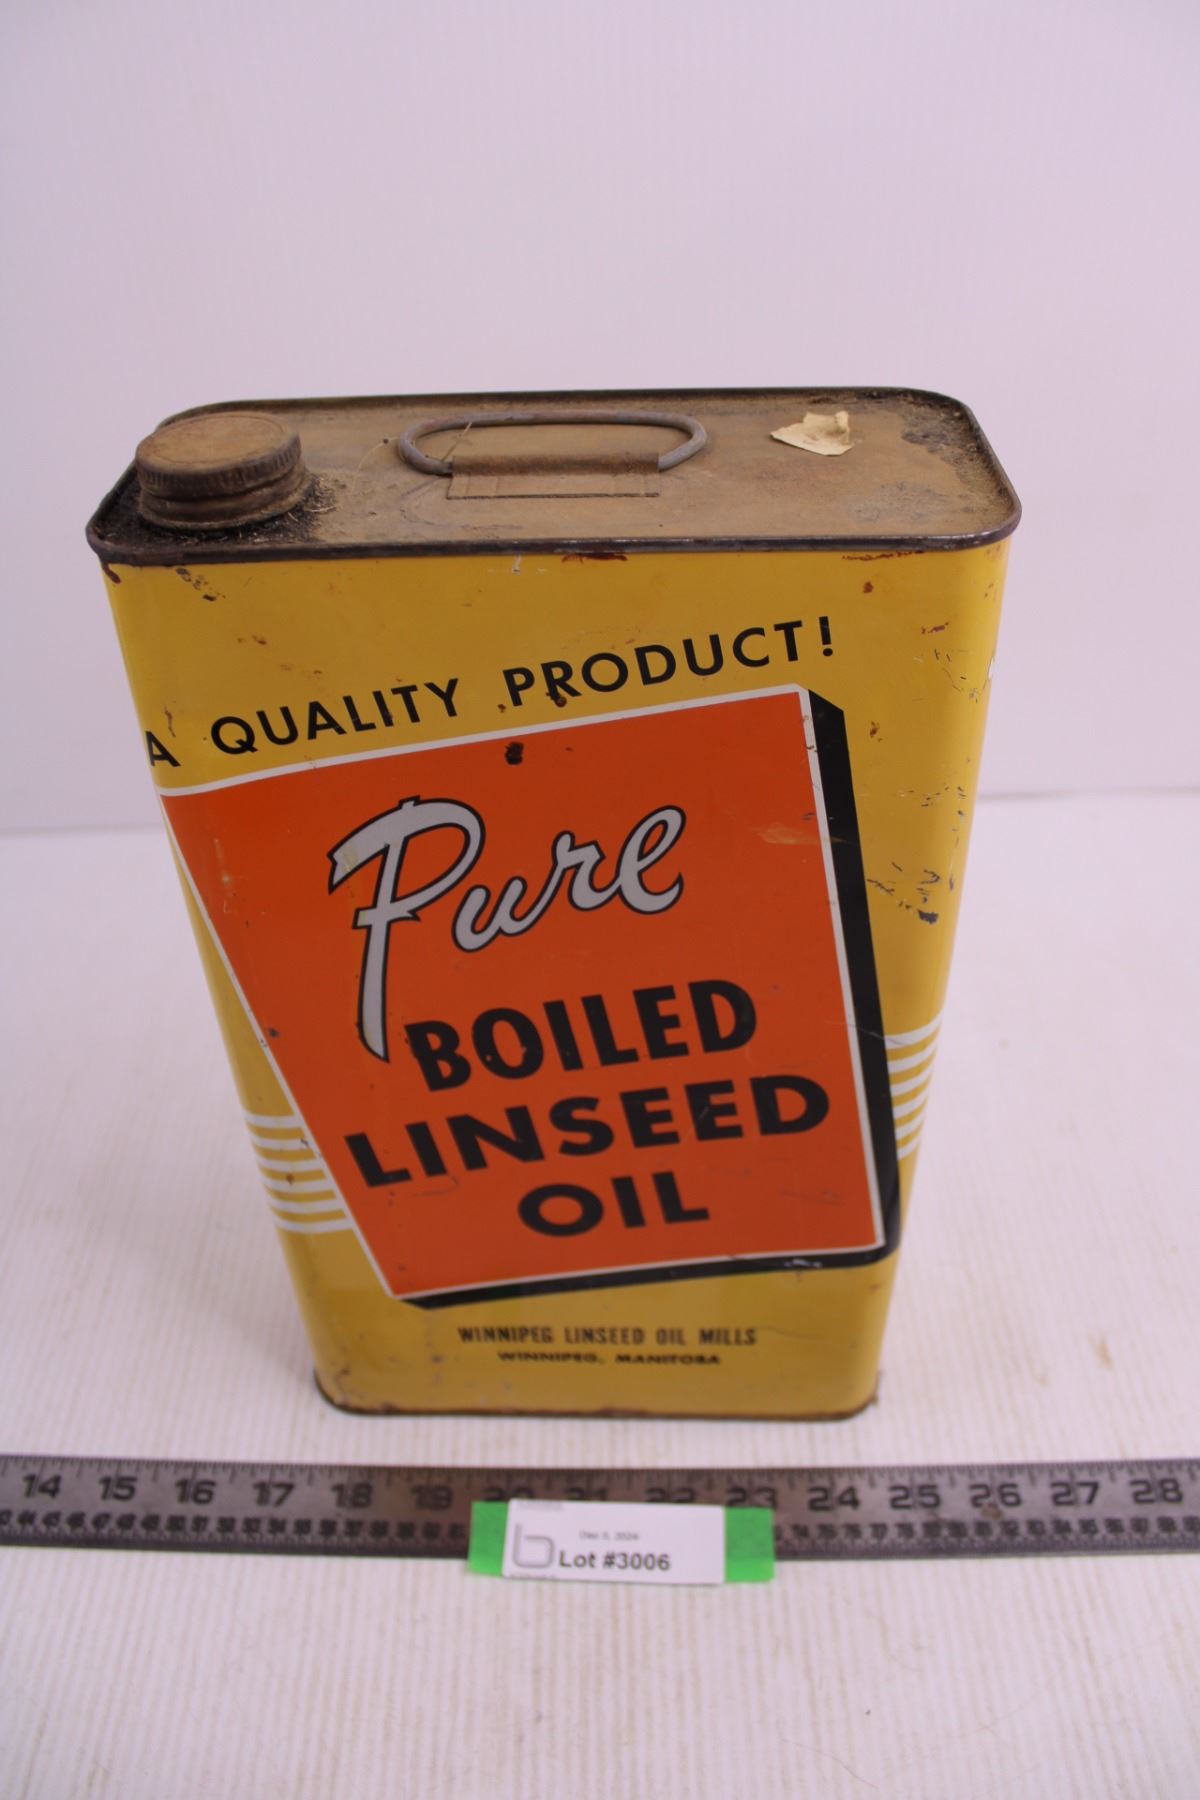 A QUALITY PRODUCT!
Pure
BOILED
LINSEED
OIL
WINNIPEG LINSEED OIL MILLS
WINNIPEG, MANITOBA
14 15 16 17 18 19 20 21 22 23 24 25 26 27 28
Lot #3006